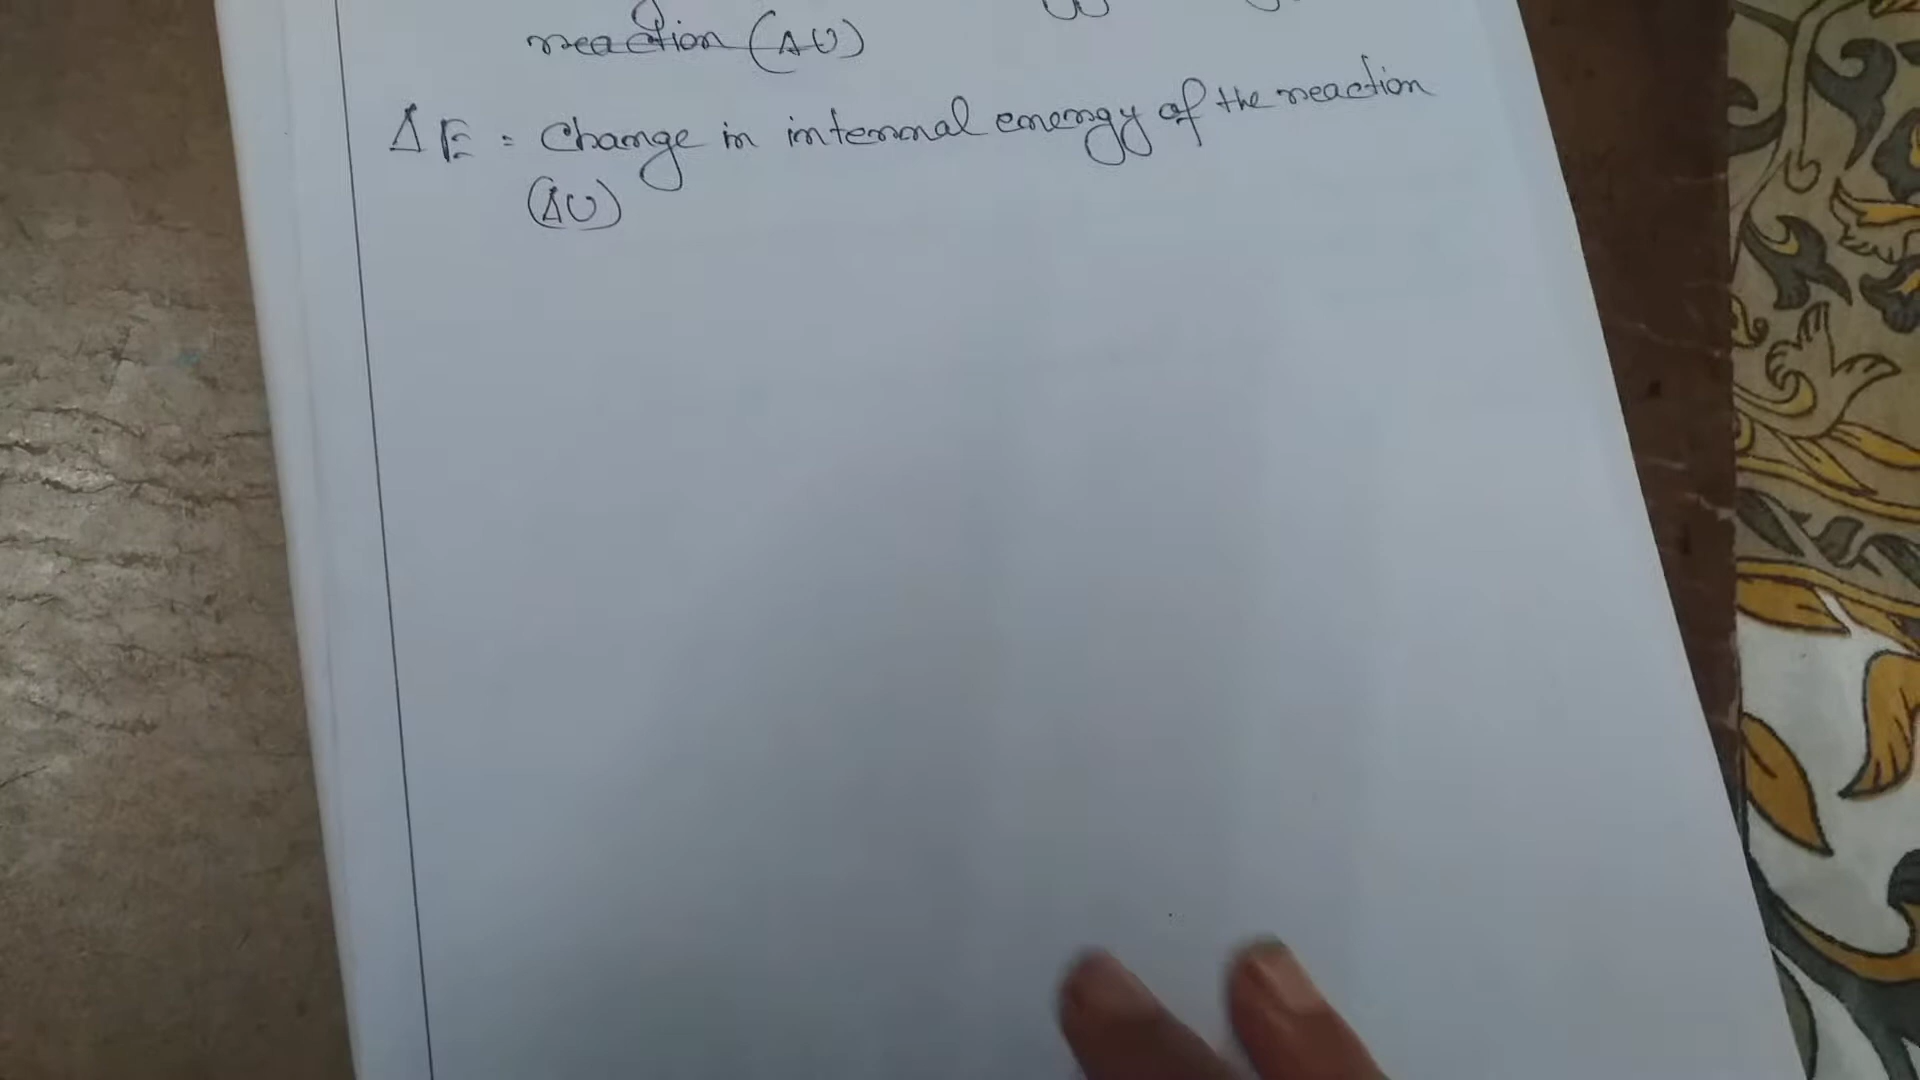 reaction (ΔU)
ΔE = Change in internal energy of the reaction
(ΔU)